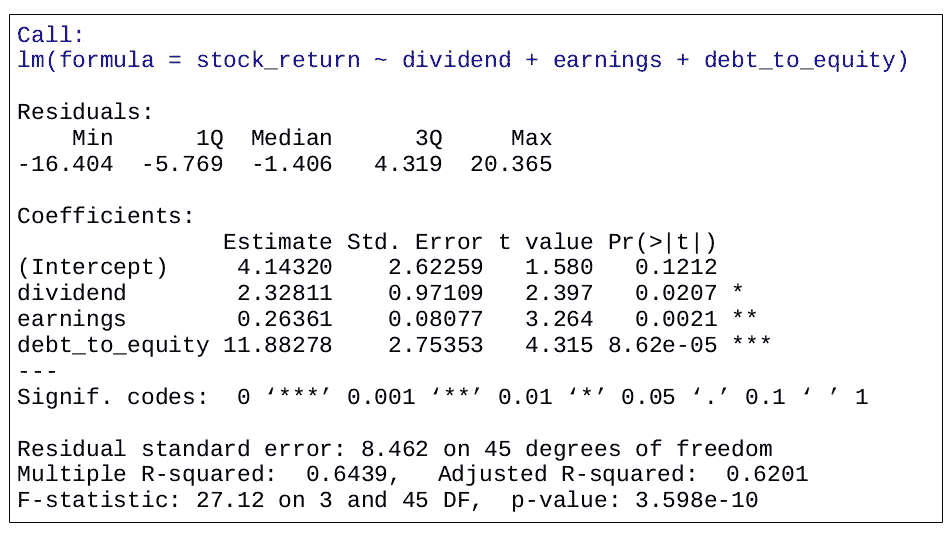 Call:
lm(formula = stock_return ~ dividend + earnings + debt_to_equity)
Residuals:
Min 1Q Median 3Q Max
-16.404 -5.769 -1.406 4.319 20.365
Coefficients:
Estimate Std. Error t value Pr(>|t|)
(Intercept) 4.14320 2.62259 1.580 0.1212
dividend 2.32811 0.97109 2.397 0.0207 *
earnings 0.26361 0.08077 3.264 0.0021 **
debt_to_equity 11.88278 2.75353 4.315 8.62e-05 ***
---
Signif. codes: 0 ‘***’ 0.001 ‘**’ 0.01 ‘*’ 0.05 ‘.’ 0.1 ‘ ’ 1
Residual standard error: 8.462 on 45 degrees of freedom
Multiple R-squared: 0.6439, Adjusted R-squared: 0.6201
F-statistic: 27.12 on 3 and 45 DF, p-value: 3.598e-10